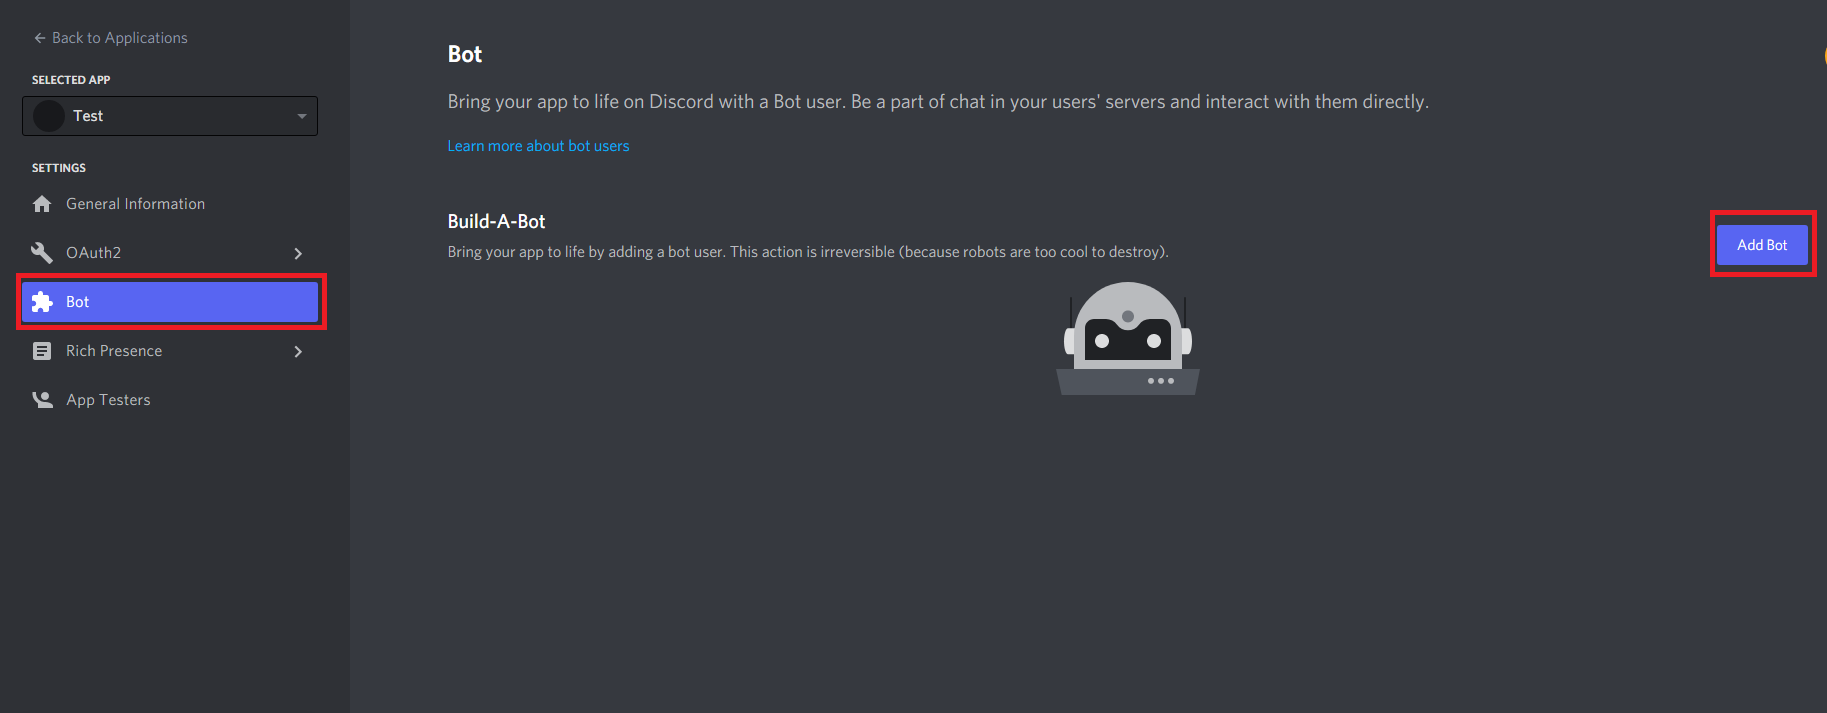 Back to Applications
SELECTED APP
Test
SETTINGS
General Information
OAuth2
Bot
Rich Presence
App Testers
Bot
Bring your app to life on Discord with a Bot user. Be a part of chat in your users' servers and interact with them directly.
Learn more about bot users
Build-A-Bot
Bring your app to life by adding a bot user. This action is irreversible (because robots are too cool to destroy).
Add Bot